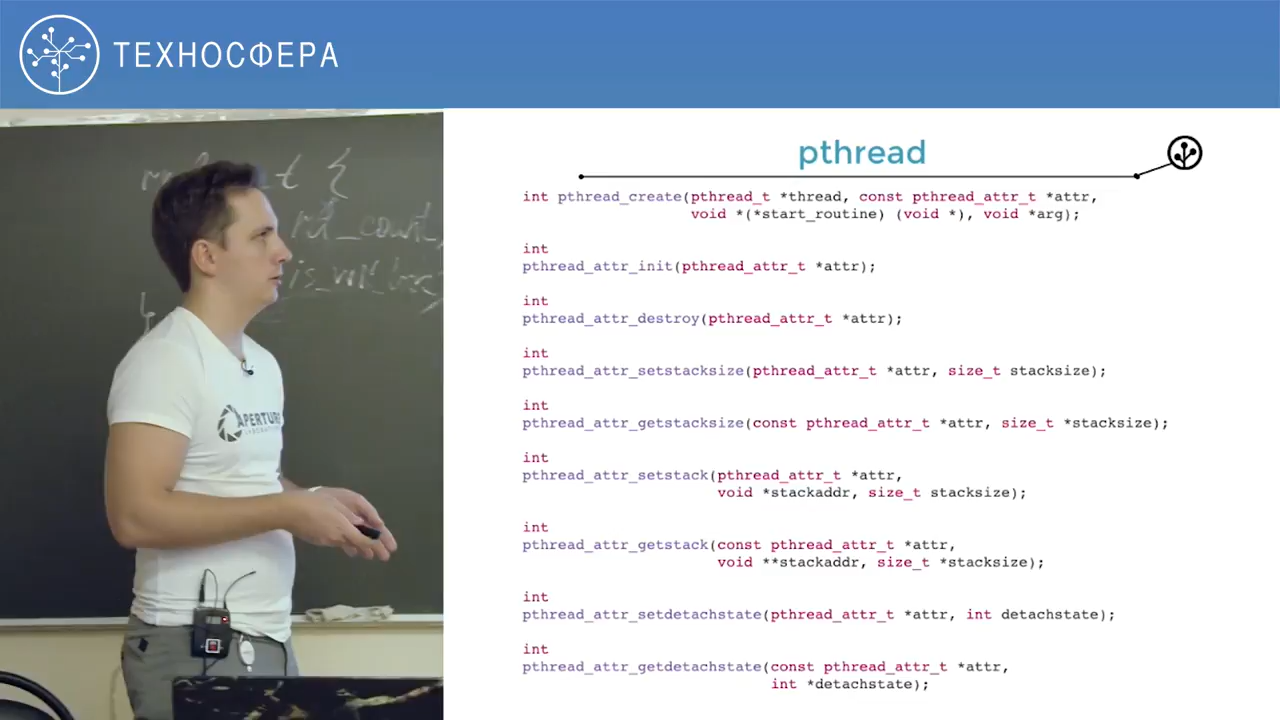 ТЕХНОСФЕРА
{
rt_count,
}
APERTURE
LABORATORIES
pthread
int pthread_create(pthread_t *thread, const pthread_attr_t *attr,
void *(*start_routine) (void *), void *arg);
int
pthread_attr_init(pthread_attr_t *attr);
int
pthread_attr_destroy(pthread_attr_t *attr);
int
pthread_attr_setstacksize(pthread_attr_t *attr, size_t stacksize);
int
pthread_attr_getstacksize(const pthread_attr_t *attr, size_t *stacksize);
int
pthread_attr_setstack(pthread_attr_t *attr,
void *stackaddr, size_t stacksize);
int
pthread_attr_getstack(const pthread_attr_t *attr,
void **stackaddr, size_t *stacksize);
int
pthread_attr_setdetachstate(pthread_attr_t *attr, int detachstate);
int
pthread_attr_getdetachstate(const pthread_attr_t *attr,
int *detachstate);